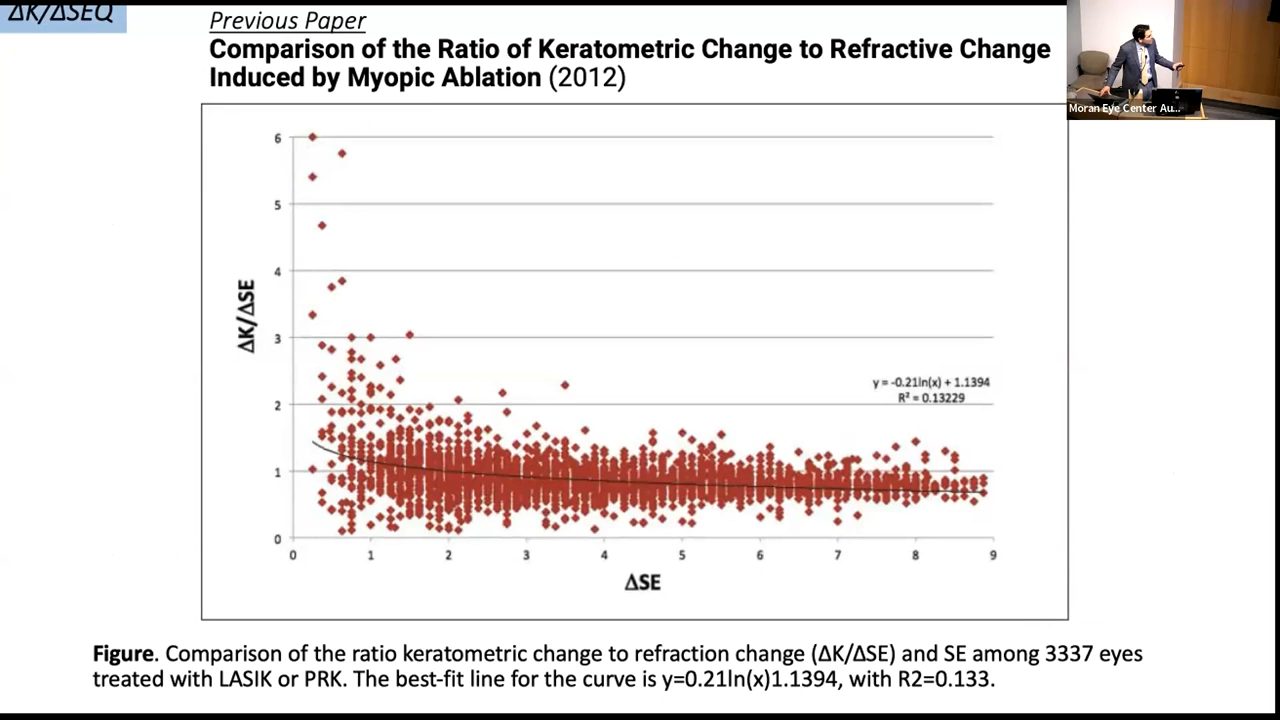 ΔK/ΔSEQ
Previous Paper
Comparison of the Ratio of Keratometric Change to Refractive Change
Induced by Myopic Ablation (2012)
Moran Eye Center Au...
6
5
4
3
2
1
0
ΔK/ΔSE
y = -0.21ln(x) + 1.1394
R² = 0.13229
0 1 2 3 4 5 6 7 8 9
ΔSE
Figure. Comparison of the ratio keratometric change to refraction change (ΔK/ΔSE) and SE among 3337 eyes
treated with LASIK or PRK. The best-fit line for the curve is y=0.21ln(x)1.1394, with R2=0.133.